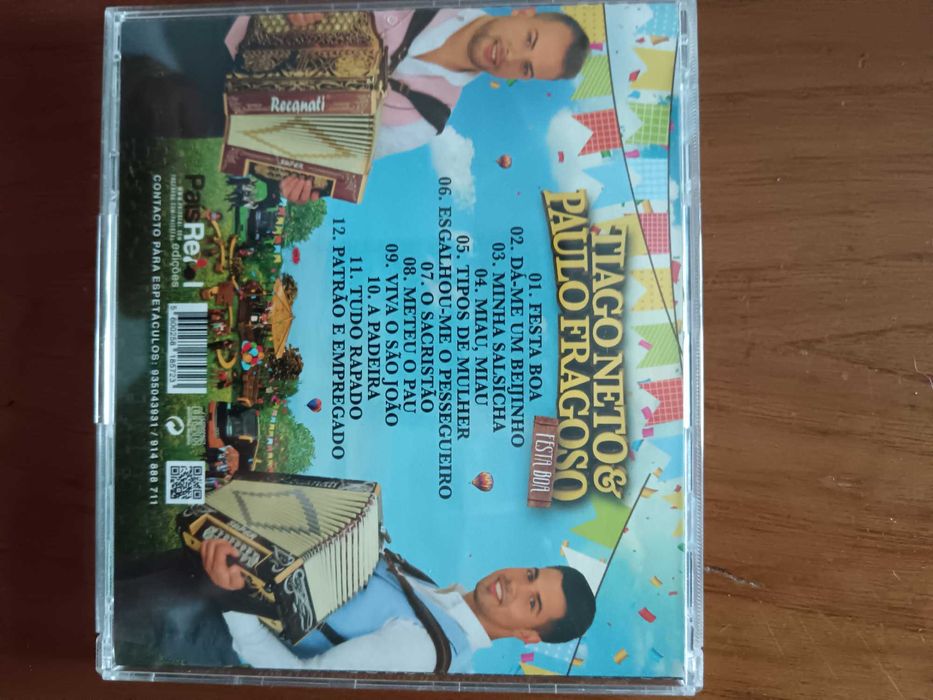 TIAGO NETO &
PAULO FRAGOSO
FESTA BOA
01. FESTA BOA
02. DÁ-ME UM BEIJINHO
03. MINHA SALSICHA
04. MIAU, MIAU
05. TIPOS DE MULHER
06. ESGALHOU-ME O PESSEGUEIRO
07. O SACRISTÃO
08. METEU O PAU
09. VIVA O SÃO JOÃO
10. A PADEIRA
11. TUDO RAPADO
12. PATRÃO E EMPREGADO
Recanati
País Real
edições
CONTACTO PARA ESPETÁCULOS: 935043931 / 914 888 711